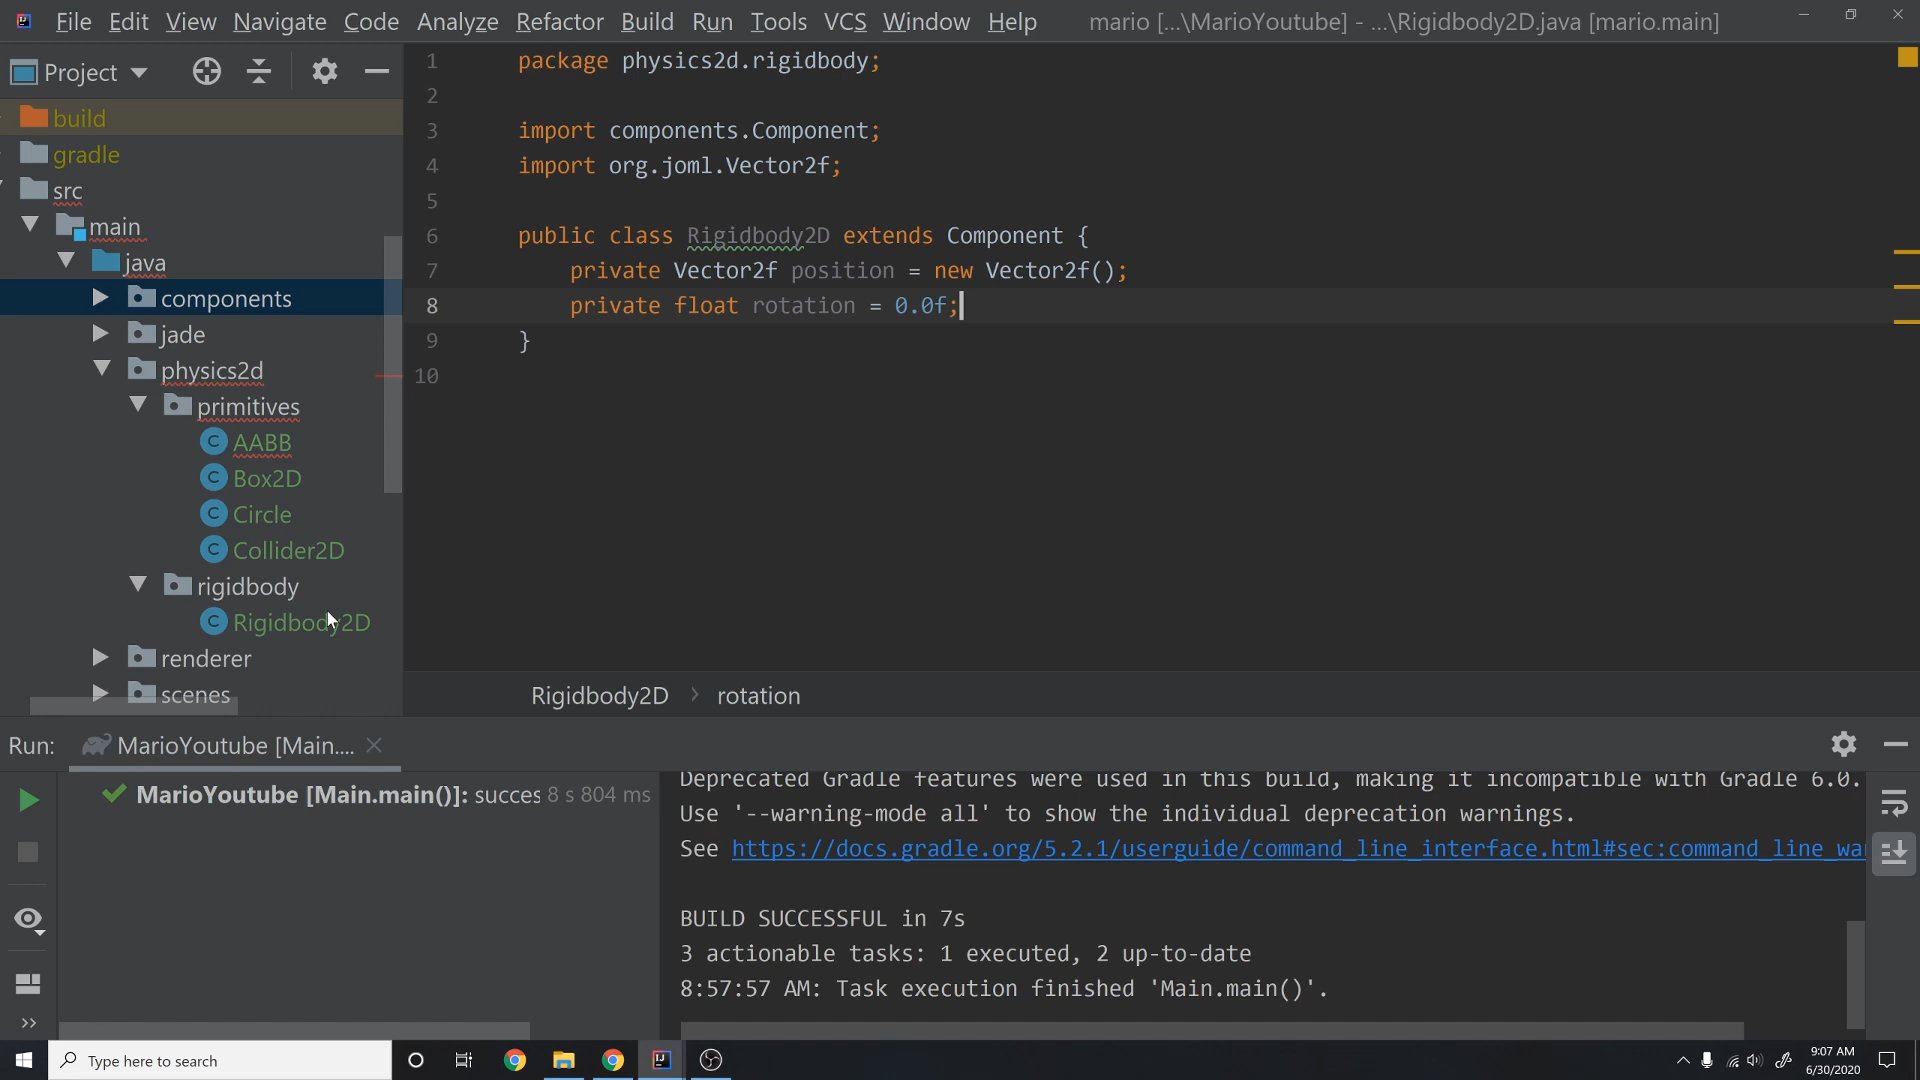 File Edit View Navigate Code Analyze Refactor Build Run Tools VCS Window Help mario [...\MarioYoutube] - ...\Rigidbody2D.java [mario.main]
Project
build
gradle
src
main
java
components
jade
physics2d
primitives
AABB
Box2D
Circle
Collider2D
rigidbody
Rigidbody2D
renderer
scenes
1 package physics2d.rigidbody;
2
3 import components.Component;
4 import org.joml.Vector2f;
5
6 public class Rigidbody2D extends Component {
7 private Vector2f position = new Vector2f();
8 private float rotation = 0.0f;
9 }
10
Rigidbody2D > rotation
Run: MarioYoutube [Main....
MarioYoutube [Main.main()]: succes 8 s 804 ms
Deprecated Gradle features were used in this build, making it incompatible with Gradle 6.0.
Use '--warning-mode all' to show the individual deprecation warnings.
See https://docs.gradle.org/5.2.1/userguide/command_line_interface.html#sec:command_line_wa
BUILD SUCCESSFUL in 7s
3 actionable tasks: 1 executed, 2 up-to-date
8:57:57 AM: Task execution finished 'Main.main()'.
Type here to search
9:07 AM
6/30/2020